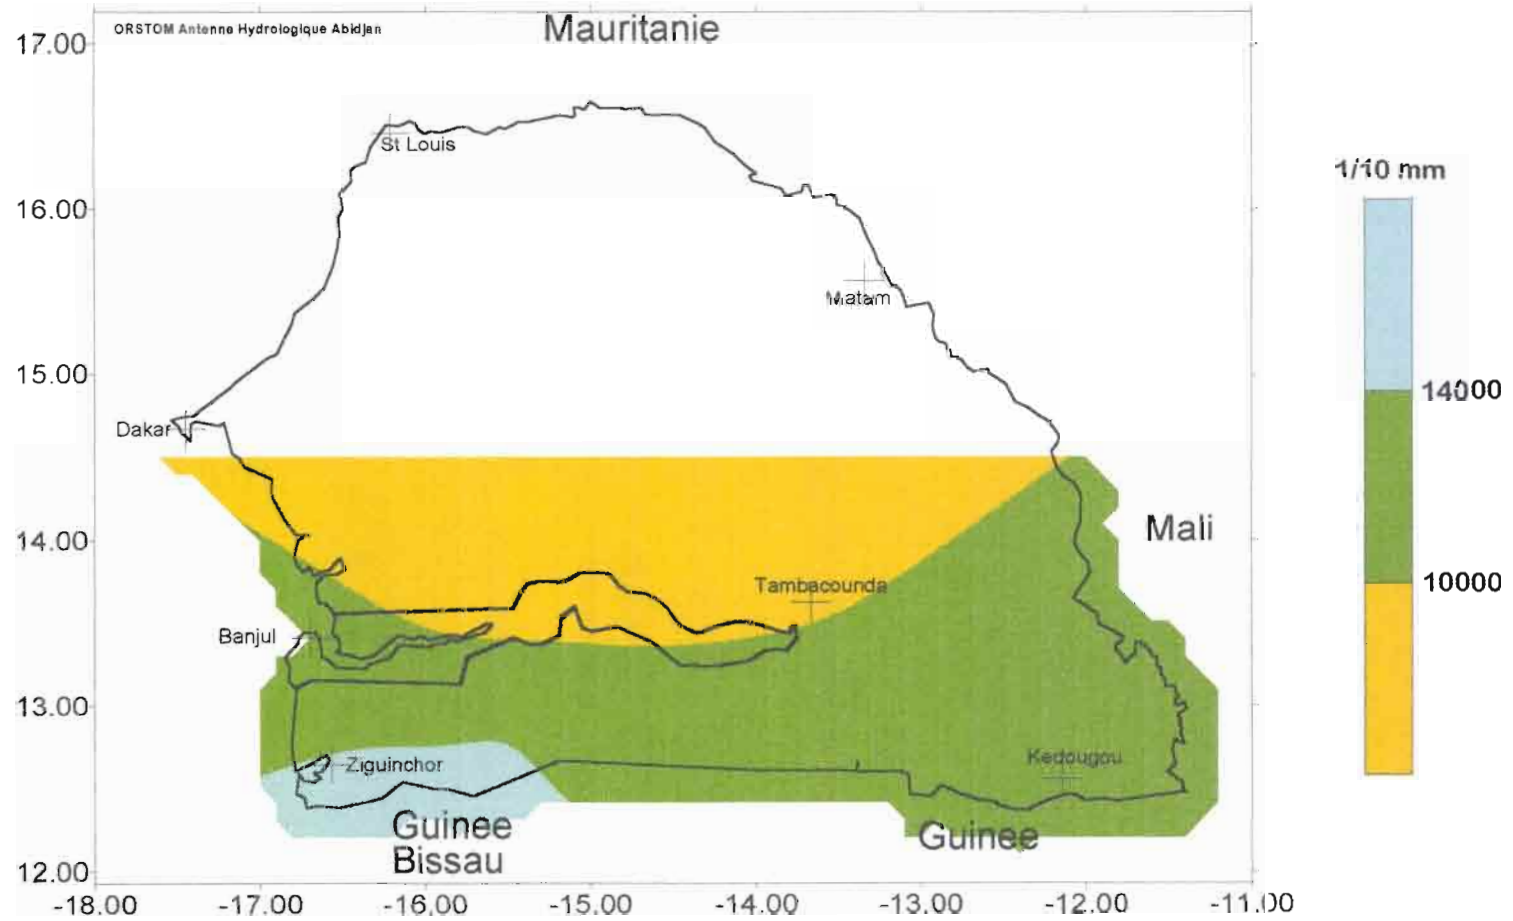 ORSTOM Antenne Hydrologique Abidjan
Mauritanie
17.00
St Louis
1/10 mm
16.00
Matam
15.00
14000
Dakar
Mali
14.00
Tambacounda
10000
Banjul
13.00
Ziguinchor
Kedougou
Guinee
Bissau
Guinee
12.00
-18.00 -17.00 -16.00 -15.00 -14.00 -13.00 -12.00 -11.00